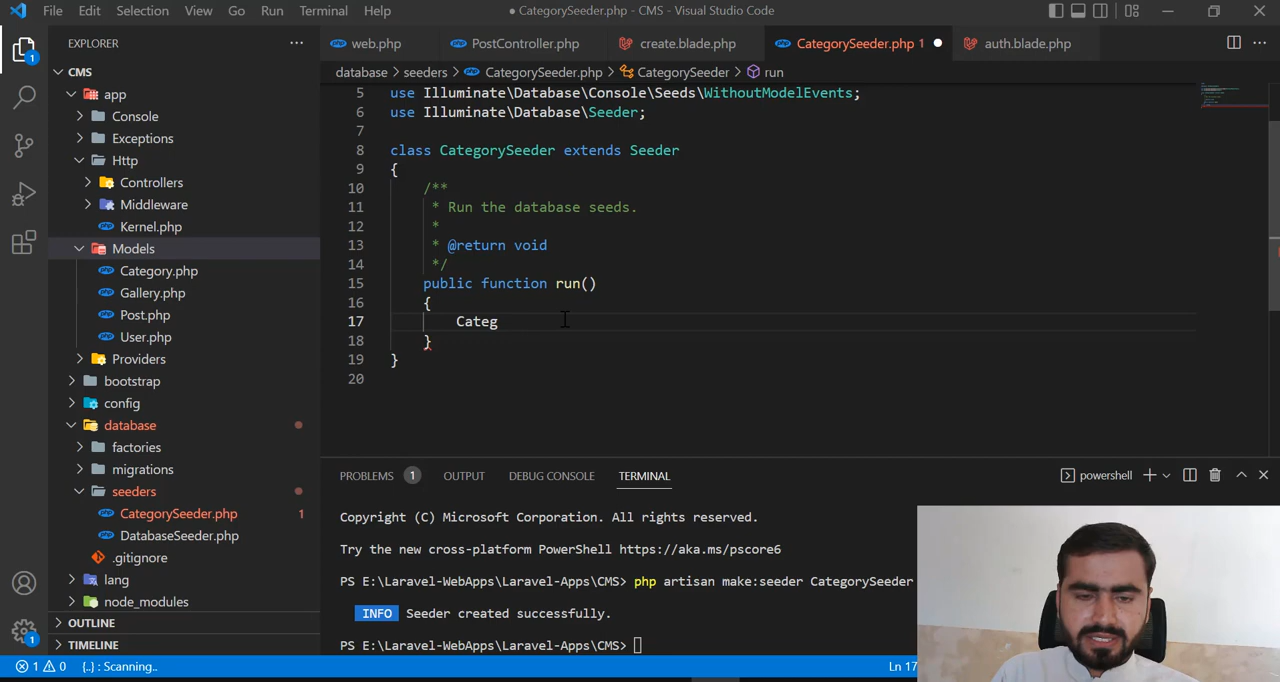 File Edit Selection View Go Run Terminal Help
● CategorySeeder.php - CMS - Visual Studio Code
EXPLORER
CMS
app
Console
Exceptions
Http
Controllers
Middleware
Kernel.php
Models
Category.php
Gallery.php
Post.php
User.php
Providers
bootstrap
config
database
factories
migrations
seeders
CategorySeeder.php 1
DatabaseSeeder.php
.gitignore
lang
node_modules
OUTLINE
TIMELINE
1
1
web.php PostController.php create.blade.php CategorySeeder.php 1 ● auth.blade.php
database > seeders > CategorySeeder.php > CategorySeeder > run
5 use Illuminate\Database\Console\Seeds\WithoutModelEvents;
6 use Illuminate\Database\Seeder;
7
8 class CategorySeeder extends Seeder
9 {
10 /**
11 * Run the database seeds.
12 *
13 * @return void
14 */
15 public function run()
16 {
17 Categ
18 }
19 }
20
PROBLEMS 1 OUTPUT DEBUG CONSOLE TERMINAL
powershell
Copyright (C) Microsoft Corporation. All rights reserved.
Try the new cross-platform PowerShell https://aka.ms/pscore6
PS E:\Laravel-WebApps\Laravel-Apps\CMS> php artisan make:seeder CategorySeeder
INFO Seeder created successfully.
PS E:\Laravel-WebApps\Laravel-Apps\CMS>
1 0 {..} : Scanning.. Ln 17